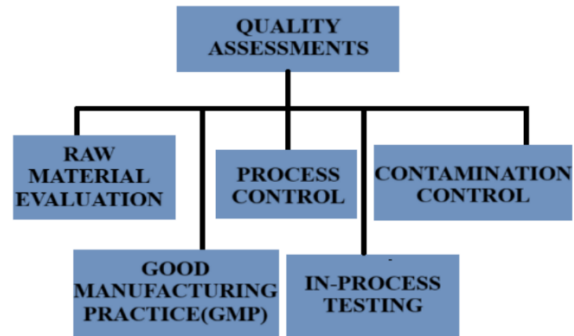 QUALITY
ASSESSMENTS
RAW
MATERIAL
EVALUATION
PROCESS
CONTROL
CONTAMINATION
CONTROL
GOOD
MANUFACTURING
PRACTICE(GMP)
IN-PROCESS
TESTING